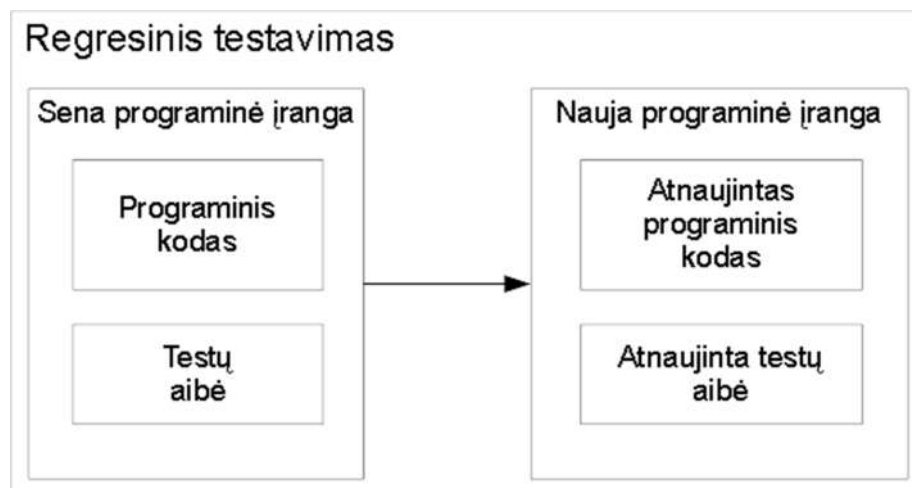 Regresinis testavimas
Sena programinė įranga
Programinis
kodas
Testų
aibė
Nauja programinė įranga
Atnaujintas
programinis
kodas
Atnaujinta testų
aibė